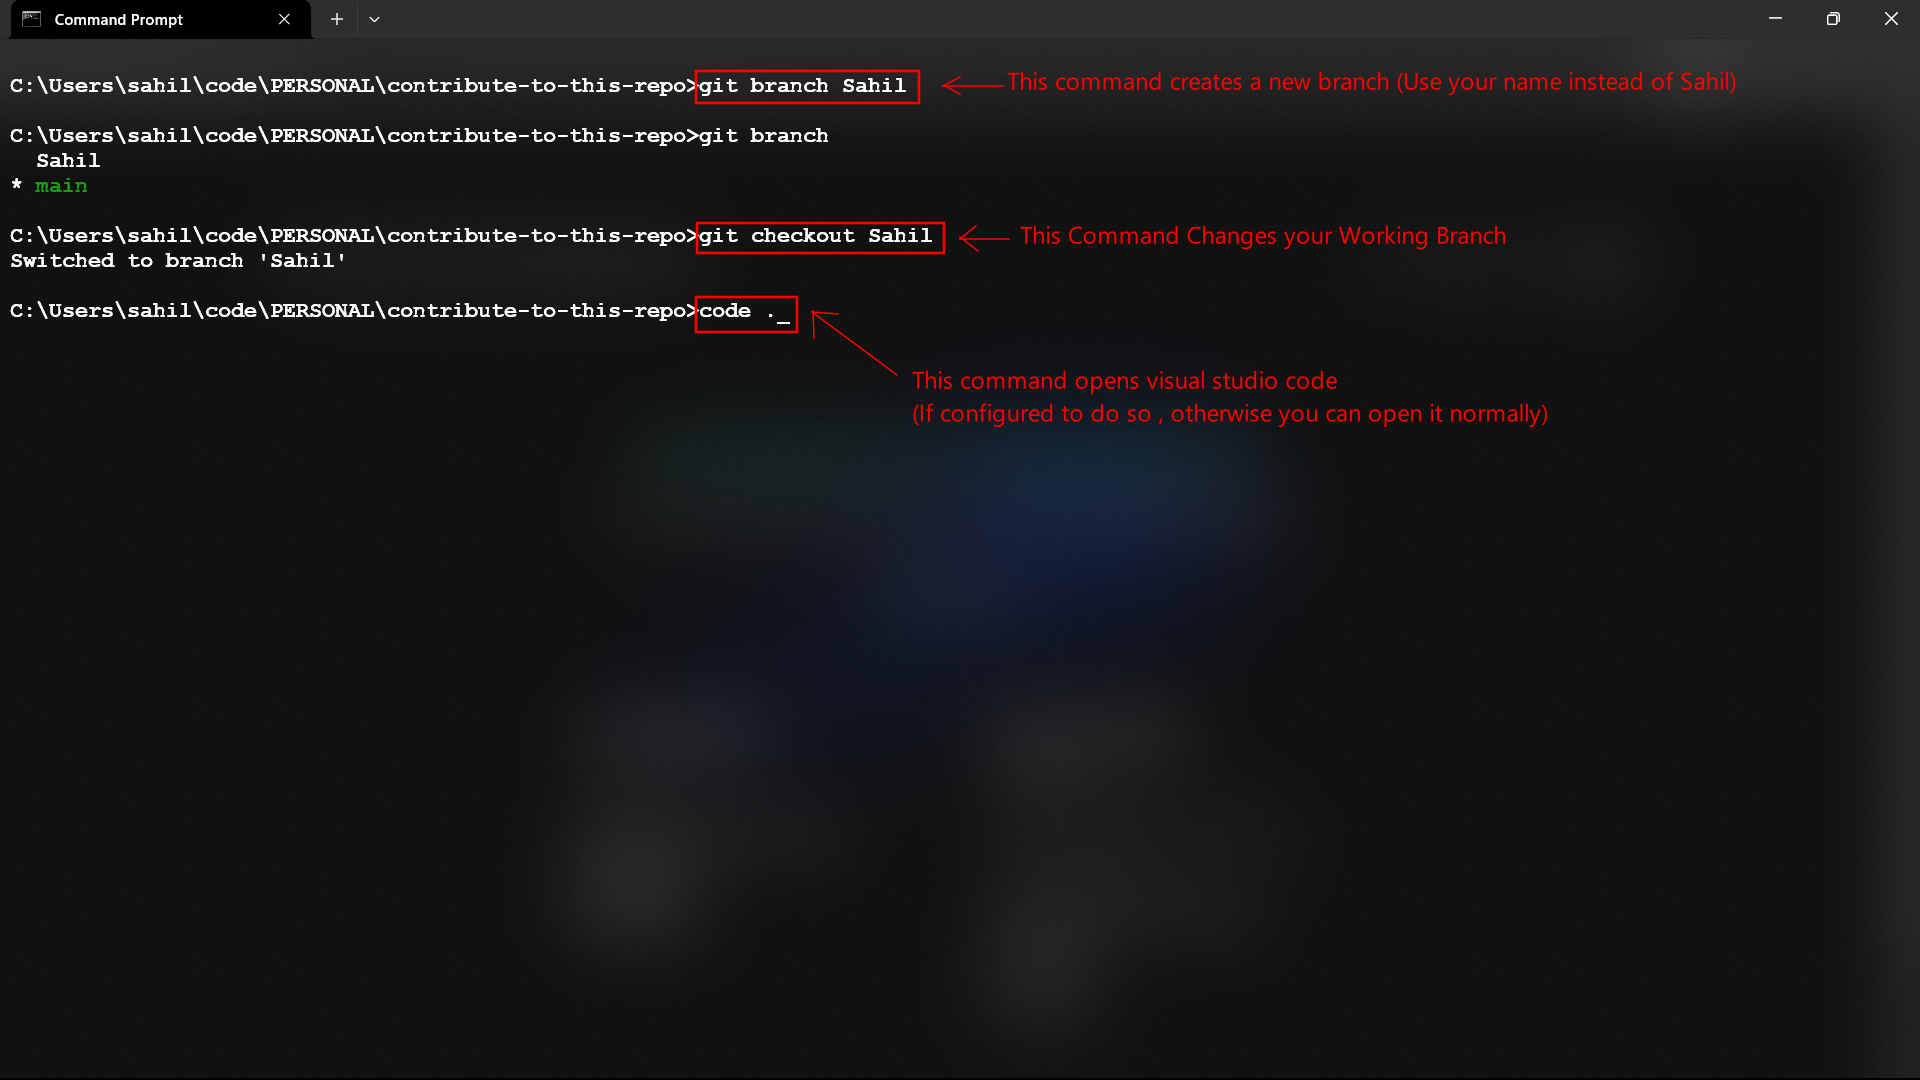 Command Prompt
C:\Users\sahil\code\PERSONAL\contribute-to-this-repo>git branch Sahil
This command creates a new branch (Use your name instead of Sahil)
C:\Users\sahil\code\PERSONAL\contribute-to-this-repo>git branch
Sahil
* main
C:\Users\sahil\code\PERSONAL\contribute-to-this-repo>git checkout Sahil
This Command Changes your Working Branch
Switched to branch 'Sahil'
C:\Users\sahil\code\PERSONAL\contribute-to-this-repo>code ._
This command opens visual studio code
(If configured to do so , otherwise you can open it normally)